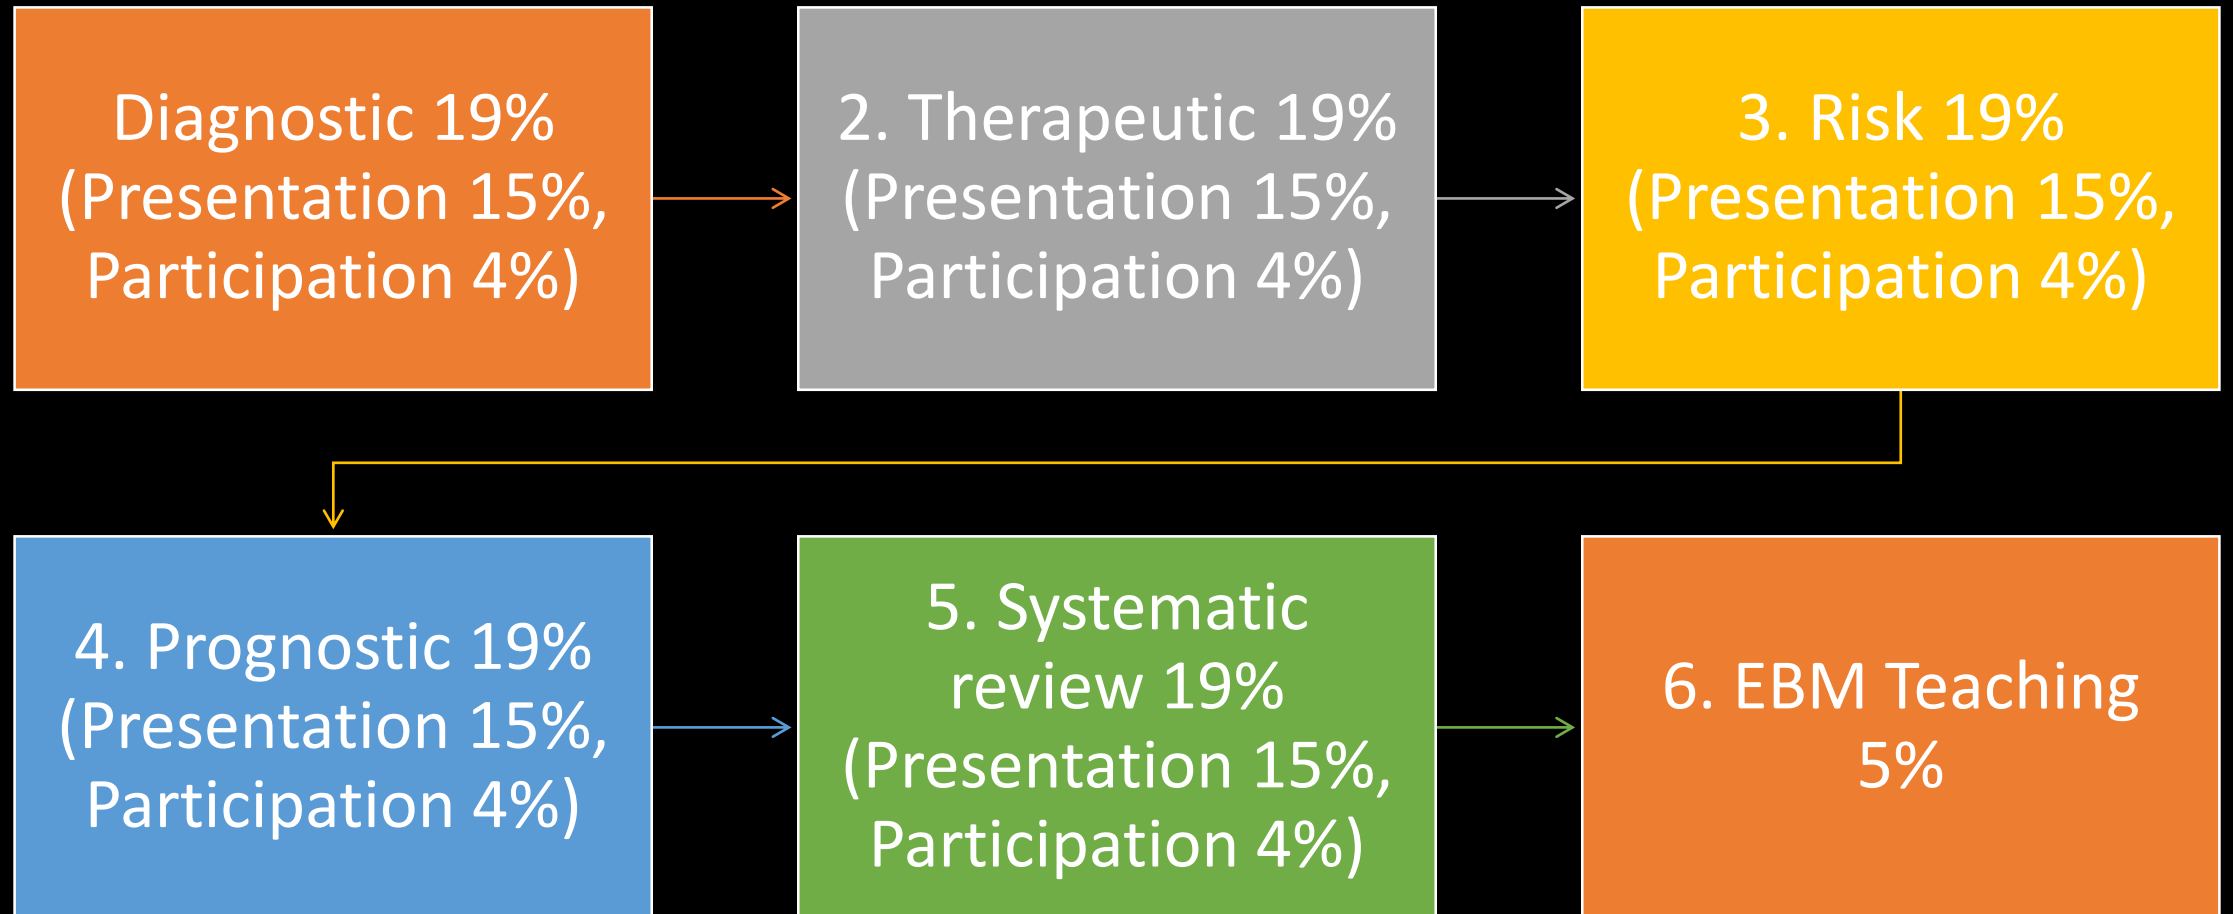 Diagnostic 19%
(Presentation 15%,
Participation 4%)
2. Therapeutic 19%
(Presentation 15%,
Participation 4%)
3. Risk 19%
(Presentation 15%,
Participation 4%)
4. Prognostic 19%
(Presentation 15%,
Participation 4%)
5. Systematic
review 19%
(Presentation 15%,
Participation 4%)
6. EBM Teaching
5%